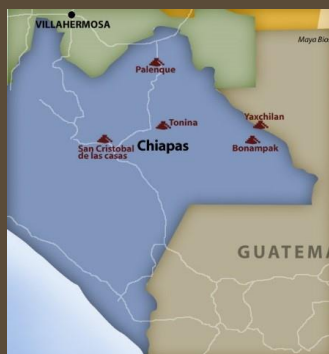 VILLAHERMOSA
Maya Bio
Palenque
Tonina
Yaxchilan
San Cristobal
de las casas
Chiapas
Bonampak
GUATEMA